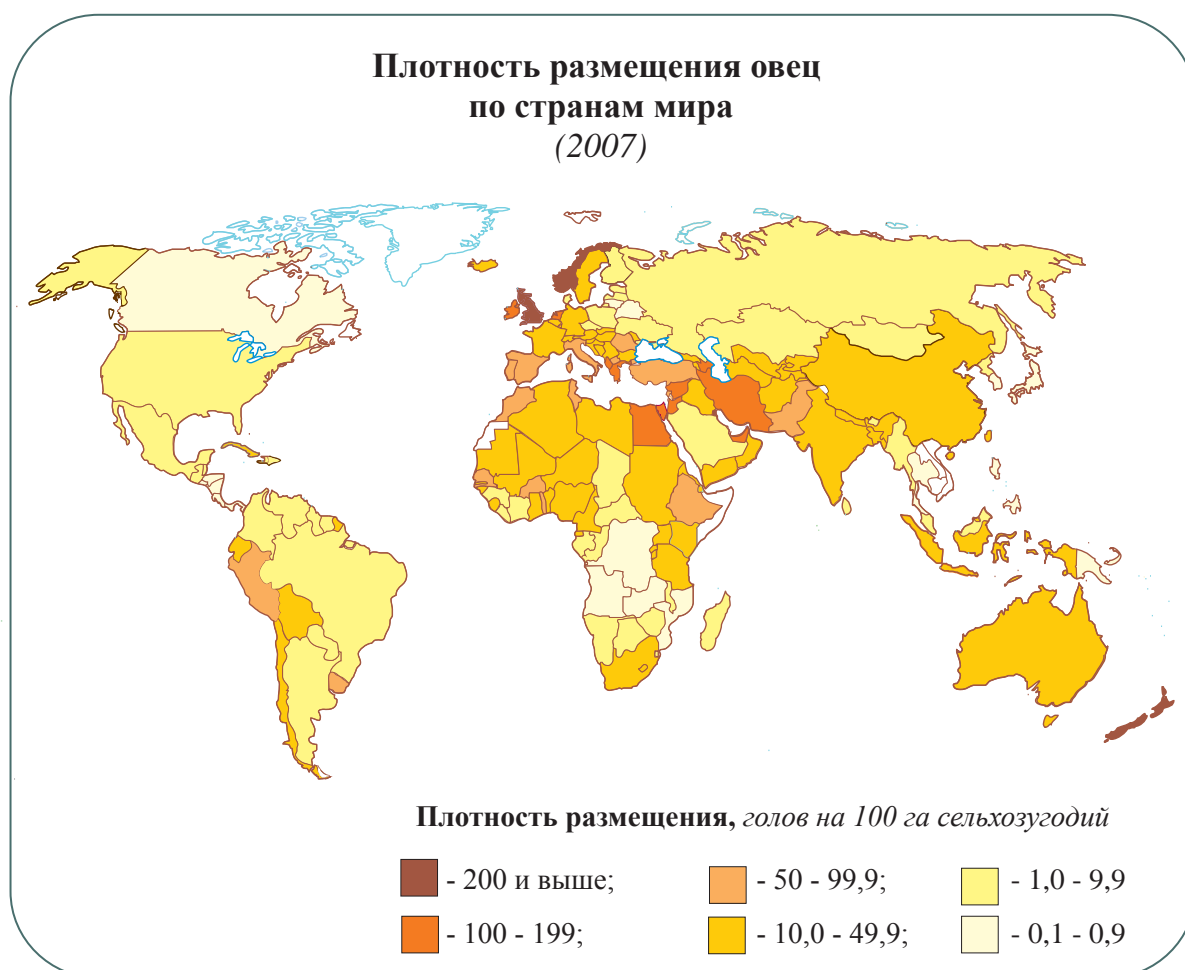 Плотность размещения овец
по странам мира
(2007)
Плотность размещения, голов на 100 га сельхозугодий
- 200 и выше;
- 50 - 99,9;
- 1,0 - 9,9
- 100 - 199;
- 10,0 - 49,9;
- 0,1 - 0,9